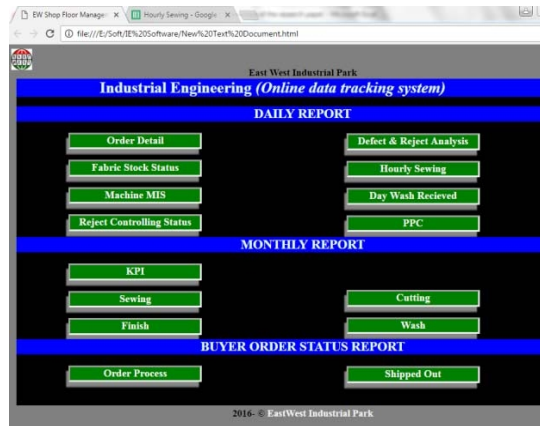 EW Shop Floor Manage
Hourly Sewing - Google
file:///E:/Soft/IE%20Software/New%20Text%20Document.html
East West Industrial Park
Industrial Engineering (Online data tracking system)
DAILY REPORT
Order Detail
Defect & Reject Analysis
Fabric Stock Status
Hourly Sewing
Machine MIS
Day Wash Recieved
Reject Controlling Status
PPC
MONTHLY REPORT
KPI
Sewing
Cutting
Finish
Wash
BUYER ORDER STATUS REPORT
Order Process
Shipped Out
2016- © EastWest Industrial Park